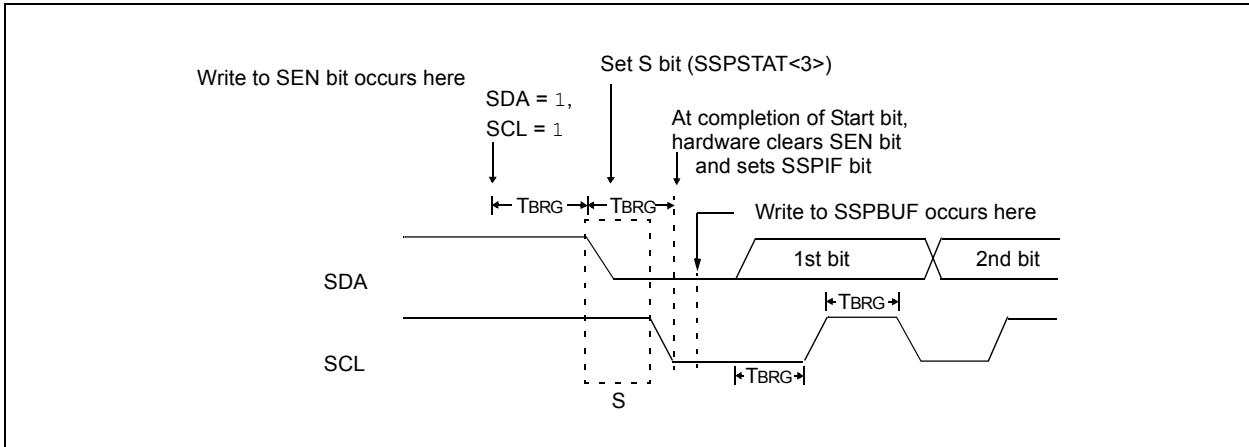 Write to SEN bit occurs here
Set S bit (SSPSTAT<3>)
SDA = 1,
SCL = 1
At completion of Start bit,
hardware clears SEN bit
and sets SSPIF bit
TBRG
TBRG
Write to SSPBUF occurs here
SDA
1st bit
2nd bit
TBRG
SCL
TBRG
S